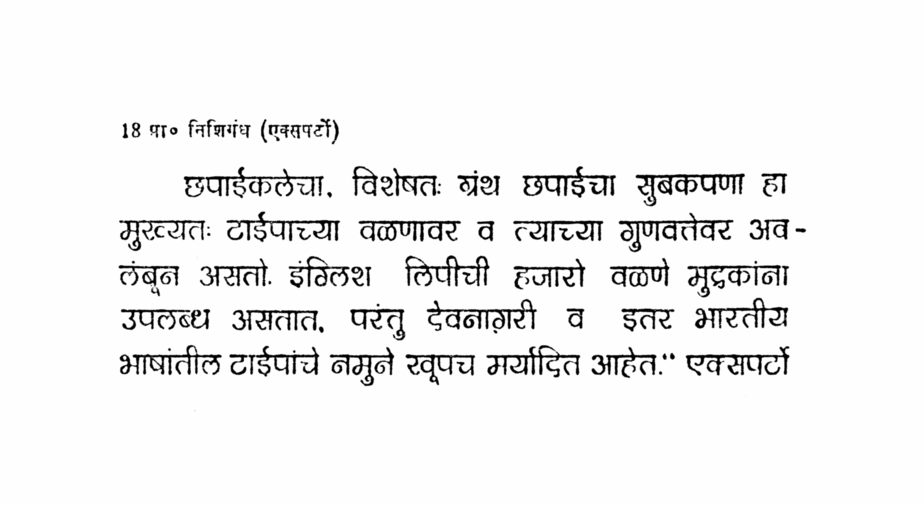 18 प्रा० निशिगंध (एक्सपर्टो)
छपाईकलेचा, विशेषतः ग्रंथ छपाईचा सुबकपणा हा
मुख्यतः टाईपाच्या वळणावर व त्याच्या गुणवत्तेवर अव-
लंबून असतो. इंग्लिश लिपीची हजारो वळणे मुद्रकांना
उपलब्ध असतात, परंतु देवनाग़री व इतर भारतीय
भाषांतील टाईपांचे नमुने खूपच मर्यादित आहेत.“ एक्सपर्टो